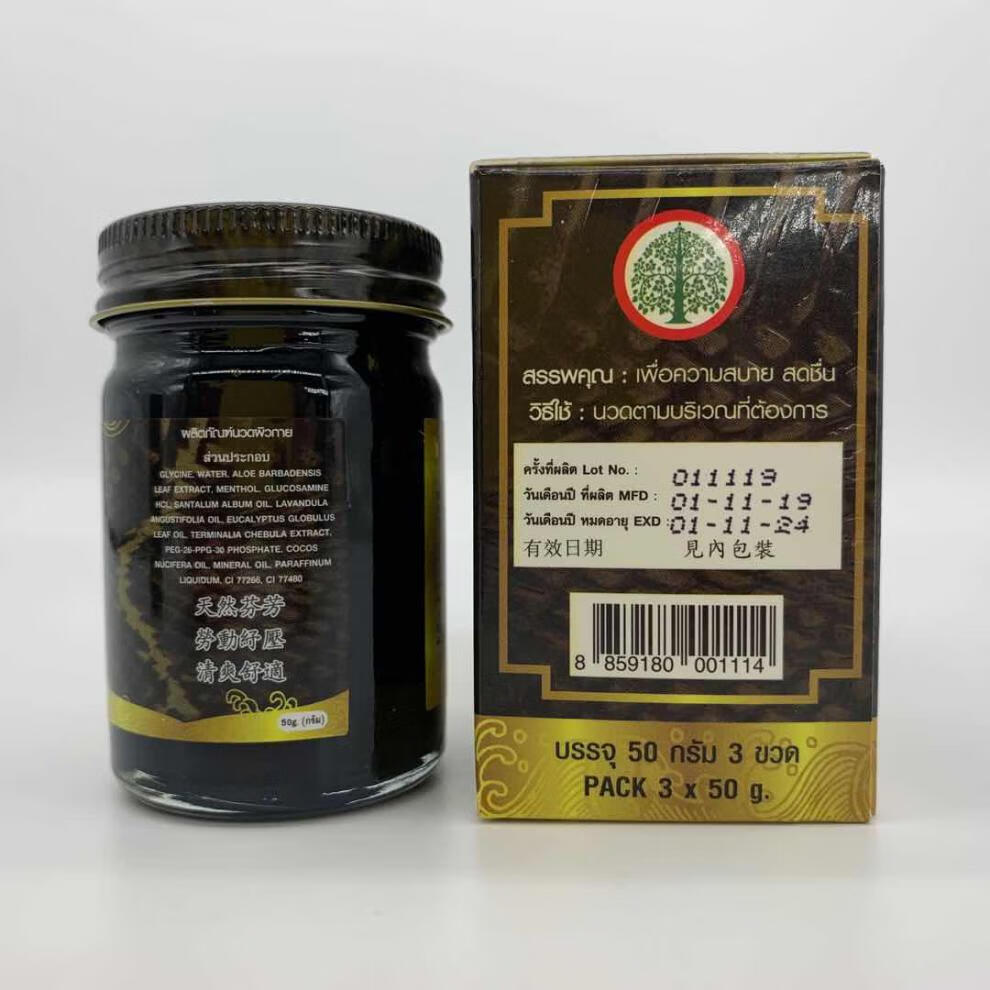 ผลิตภัณฑ์นวดผิวกาย
ส่วนประกอบ
GLYCINE, WATER, ALOE BARBADENSIS
LEAF EXTRACT, MENTHOL, GLUCOSAMINE
HCL, SANTALUM ALBUM OIL, LAVANDULA
ANGUSTIFOLIA OIL, EUCALYPTUS GLOBULUS
LEAF OIL, TERMINALIA CHEBULA EXTRACT,
PEG-26-PPG-30 PHOSPHATE, COCOS
NUCIFERA OIL, MINERAL OIL, PARAFFINUM
LIQUIDUM, CI 77266, CI 77480
天然芬芳
勞動紓壓
清爽舒適
50g. (กรัม)
สรรพคุณ : เพื่อความสบาย สดชื่น
วิธีใช้ : นวดตามบริเวณที่ต้องการ
ครั้งที่ผลิต Lot No. : 011119
วันเดือนปี ที่ผลิต MFD : 01-11-19
วันเดือนปี หมดอายุ EXD : 01-11-24
有效日期 見內包裝
8 859180 001114
บรรจุ 50 กรัม 3 ขวด
PACK 3 x 50 g.